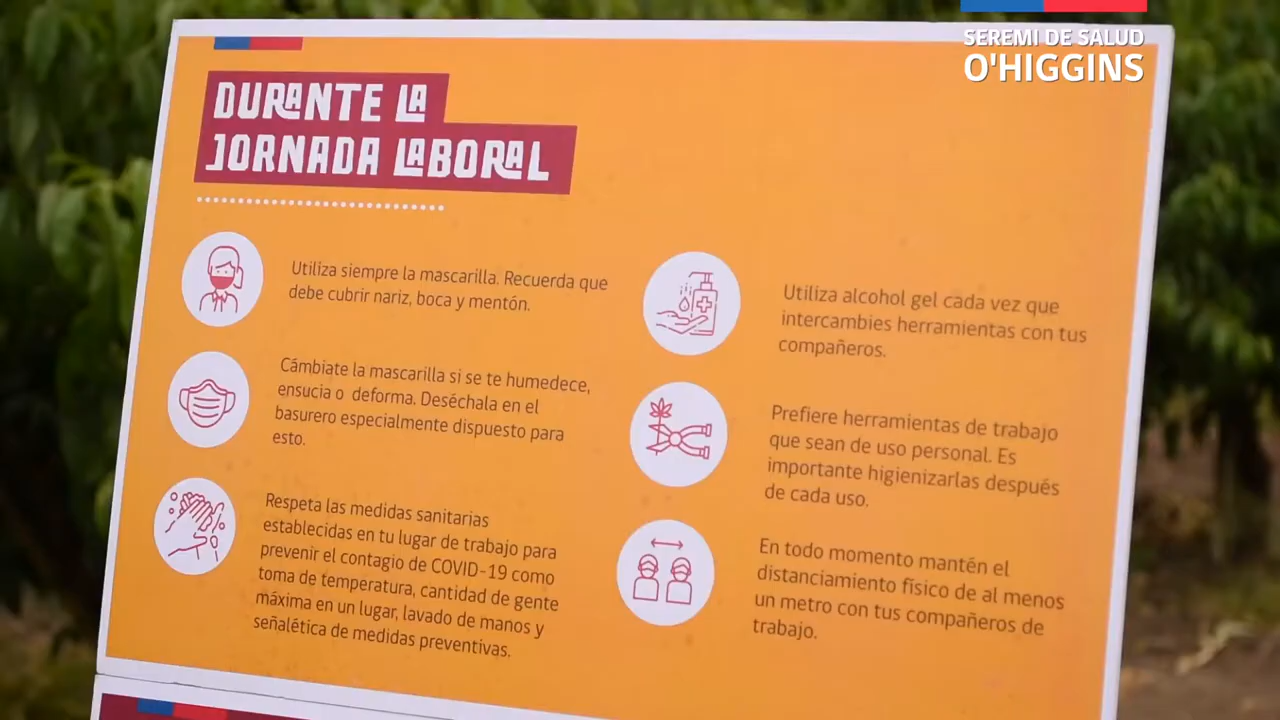 SEREMI DE SALUD
O'HIGGINS
DURANTE LA
JORNADA LABORAL
Utiliza siempre la mascarilla. Recuerda que
debe cubrir nariz, boca y mentón.
Cámbiate la mascarilla si se te humedece,
ensucia o deforma. Deséchala en el
basurero especialmente dispuesto para
esto.
Respeta las medidas sanitarias
establecidas en tu lugar de trabajo para
prevenir el contagio de COVID-19 como
toma de temperatura, cantidad de gente
máxima en un lugar, lavado de manos y
señalética de medidas preventivas.
Utiliza alcohol gel cada vez que
intercambies herramientas con tus
compañeros.
Prefiere herramientas de trabajo
que sean de uso personal. Es
importante higienizarlas después
de cada uso.
En todo momento mantén el
distanciamiento físico de al menos
un metro con tus compañeros de
trabajo.